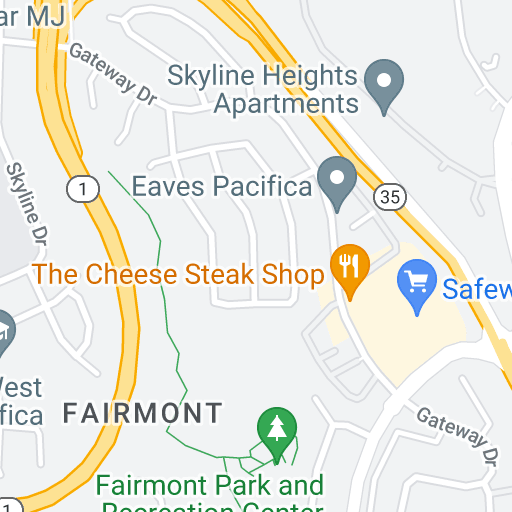 ar MJ
Gateway Dr
Skyline Heights
Apartments
1
Eaves Pacifica
35
Skyline Dr
The Cheese Steak Shop
Safew
West
fica
FAIRMONT
Gateway Dr
Fairmont Park and
Recreation Center
1